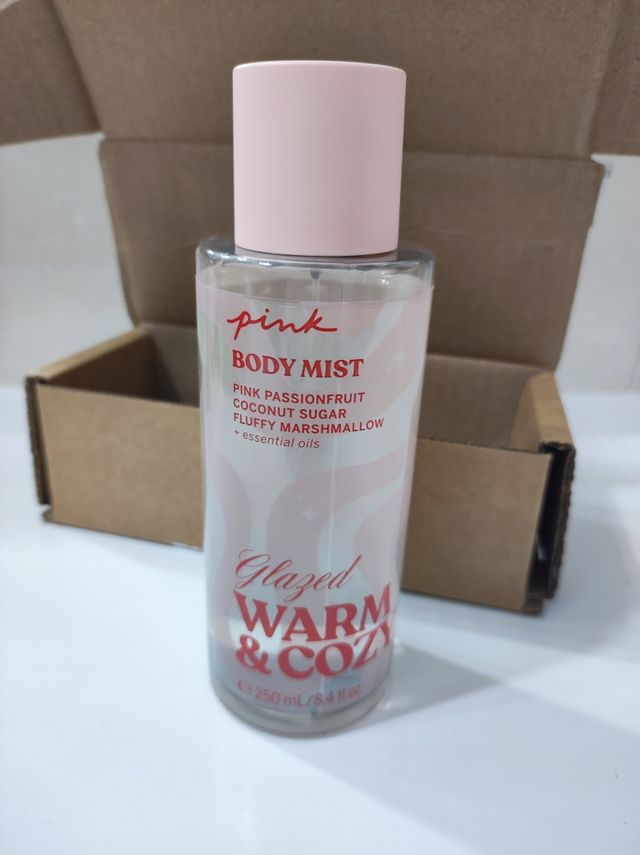 pink
BODY MIST
PINK PASSIONFRUIT
COCONUT SUGAR
FLUFFY MARSHMALLOW
+ essential oils
Glazed
WARM
& COZY
℮ 250 ml / 8.4 fl oz